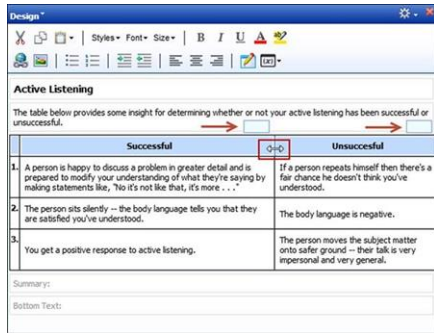 Design
Styles Font Size B I U A ab
Active Listening
The table below provides some insight for determining whether or not your active listening has been successful or
unsuccessful.
Successful Unsuccesful
1. A person is happy to discuss a problem in greater detail and is
prepared to modify your understanding of what they're saying by
making statements like, "No it's not like that, it's more . . ."
If a person repeats himself then there's a
fair chance he doesn't think you've
understood.
2. The person sits silently -- the body language tells you that they
are satisfied you've understood.
The body language is negative.
3. You get a positive response to active listening.
The person moves the subject matter
onto safer ground -- their talk is very
impersonal and very general.
Summary:
Bottom Text: